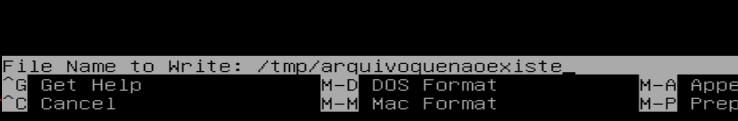 File Name to Write: /tmp/arquivoquenaoexiste_
^G Get Help M-D DOS Format M-A Appe
^C Cancel M-M Mac Format M-P Prep